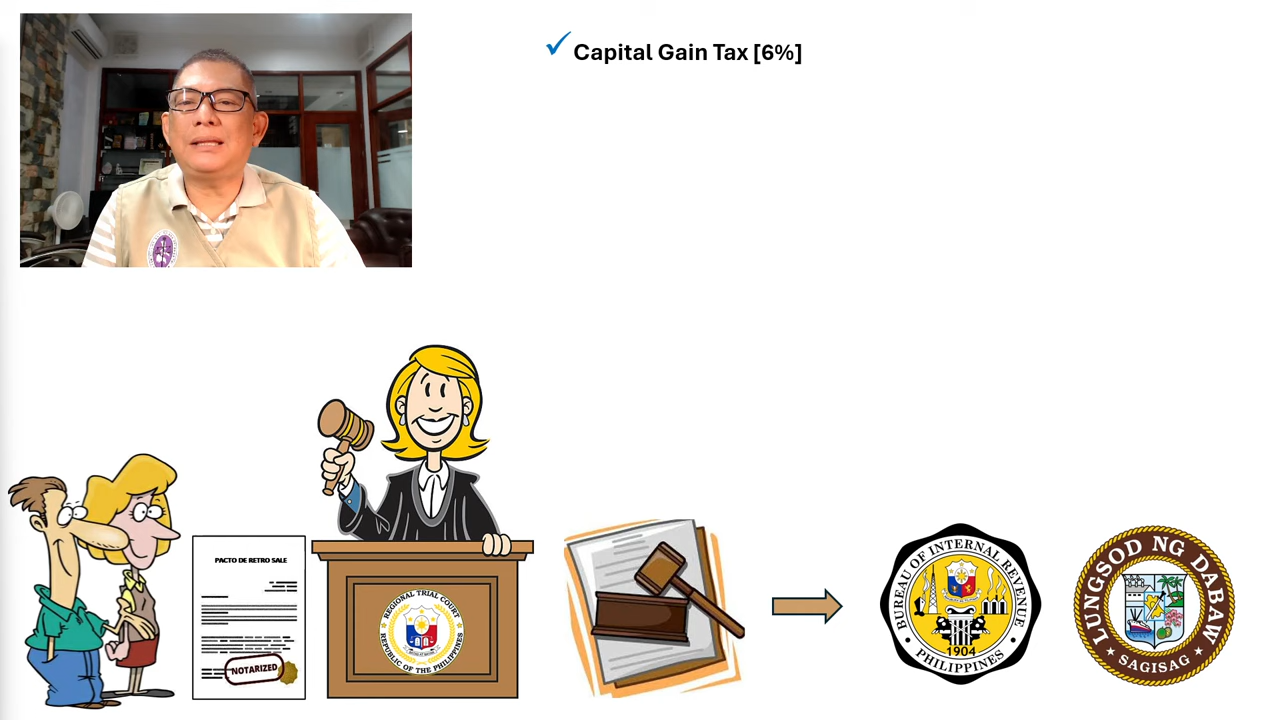 Capital Gain Tax [6%]
PACTO DE RETRO SALE
NOTARIZED
REGIONAL TRIAL COURT
REPUBLIC OF THE PHILIPPINES
BUREAU OF INTERNAL REVENUE
1904
PHILIPPINES
LUNGSOD NG DABAW
SAGISAG